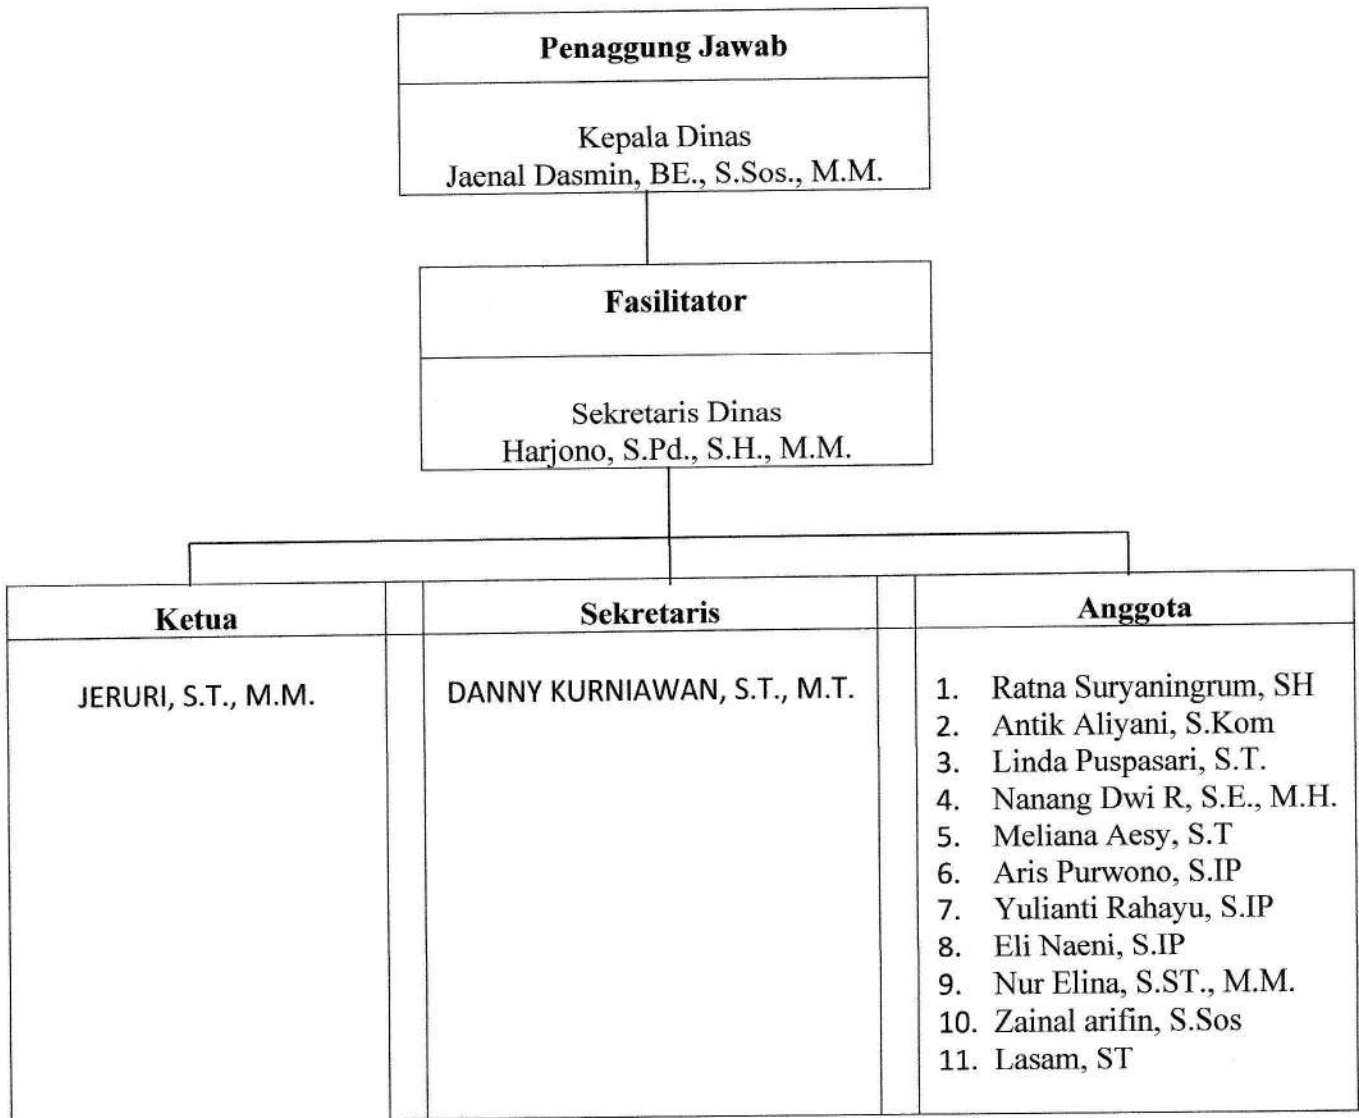 Penaggung Jawab
Kepala Dinas
Jaenal Dasmin, BE., S.Sos., M.M.
Fasilitator
Sekretaris Dinas
Harjono, S.Pd., S.H., M.M.
Ketua
JERURI, S.T., M.M.
Sekretaris
DANNY KURNIAWAN, S.T., M.T.
Anggota
1. Ratna Suryaningrum, SH
2. Antik Aliyani, S.Kom
3. Linda Puspasari, S.T.
4. Nanang Dwi R, S.E., M.H.
5. Meliana Aesy, S.T
6. Aris Purwono, S.IP
7. Yulianti Rahayu, S.IP
8. Eli Naeni, S.IP
9. Nur Elina, S.ST., M.M.
10. Zainal arifin, S.Sos
11. Lasam, ST